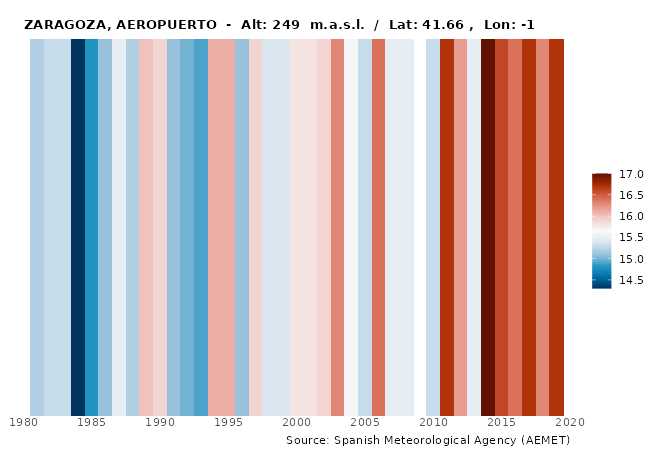 ZARAGOZA, AEROPUERTO - Alt: 249 m.a.s.l. / Lat: 41.66 , Lon: -1
17.0
16.5
16.0
15.5
15.0
14.5
1980 1985 1990 1995 2000 2005 2010 2015 2020
Source: Spanish Meteorological Agency (AEMET)